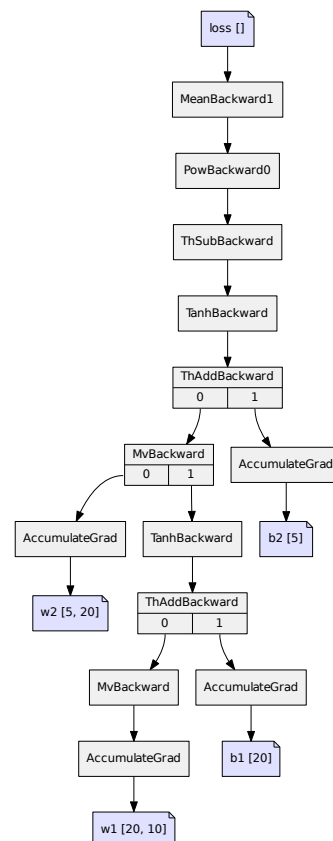 loss []
MeanBackward1
PowBackward0
ThSubBackward
TanhBackward
ThAddBackward
0 1
MvBackward
0 1
AccumulateGrad
AccumulateGrad
TanhBackward
b2 [5]
w2 [5, 20]
ThAddBackward
0 1
MvBackward
AccumulateGrad
AccumulateGrad
b1 [20]
w1 [20, 10]